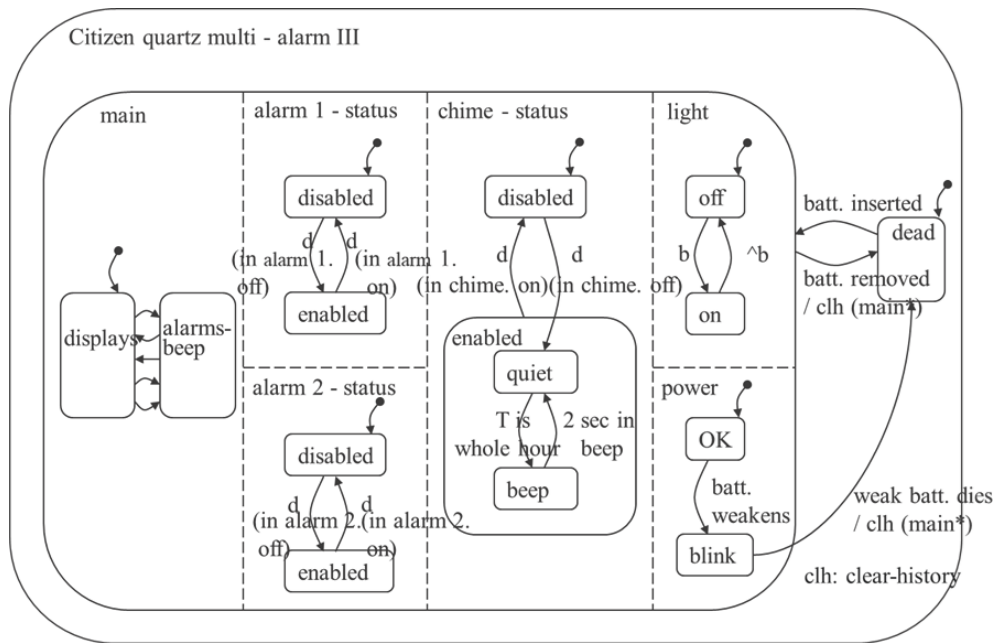 Citizen quartz multi - alarm III
main
displays
alarms-
beep
alarm 1 - status
disabled
d
(in alarm 1.
off)
d
(in alarm 1.
on)
enabled
alarm 2 - status
disabled
d
(in alarm 2.
off)
d
(in alarm 2.
on)
enabled
chime - status
disabled
d
(in chime. on)
d
(in chime. off)
enabled
quiet
T is
whole hour
2 sec in
beep
beep
light
off
b
^b
on
power
OK
batt.
weakens
blink
batt. inserted
dead
batt. removed
/ clh (main*)
weak batt. dies
/ clh (main*)
clh: clear-history